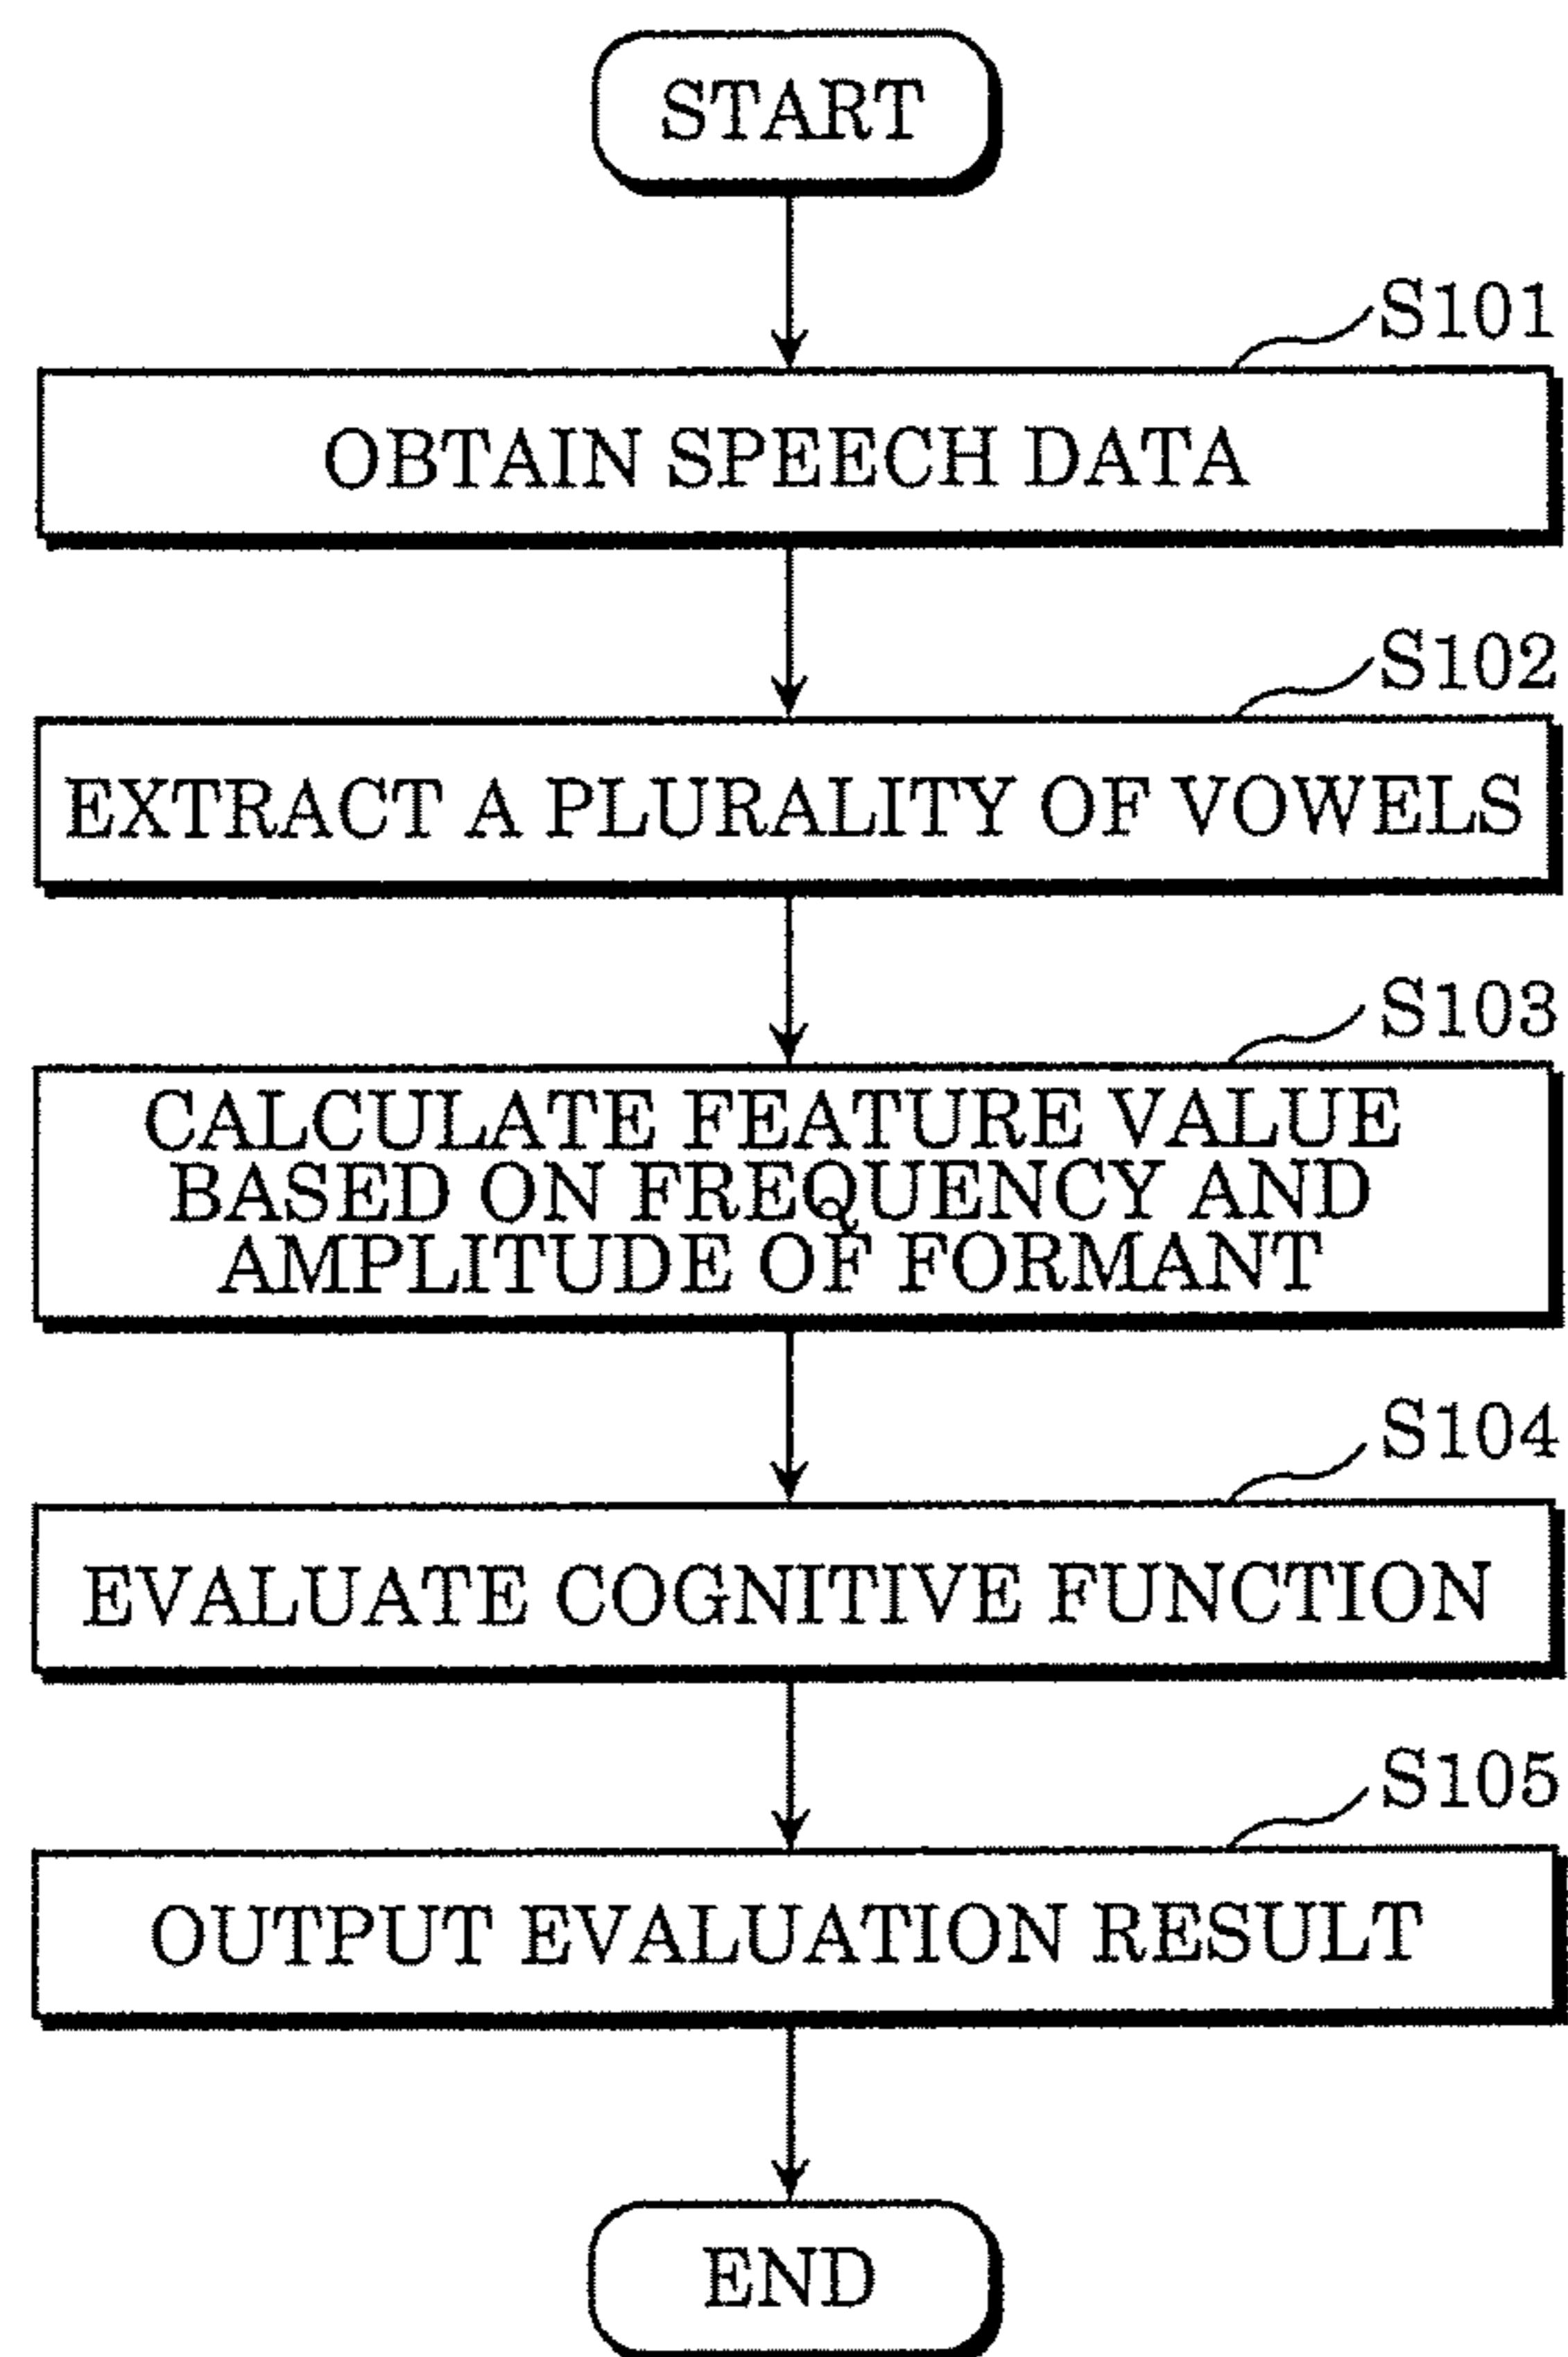 START
S101
OBTAIN SPEECH DATA
S102
EXTRACT A PLURALITY OF VOWELS
S103
CALCULATE FEATURE VALUE
BASED ON FREQUENCY AND
AMPLITUDE OF FORMANT
S104
EVALUATE COGNITIVE FUNCTION
S105
OUTPUT EVALUATION RESULT
END